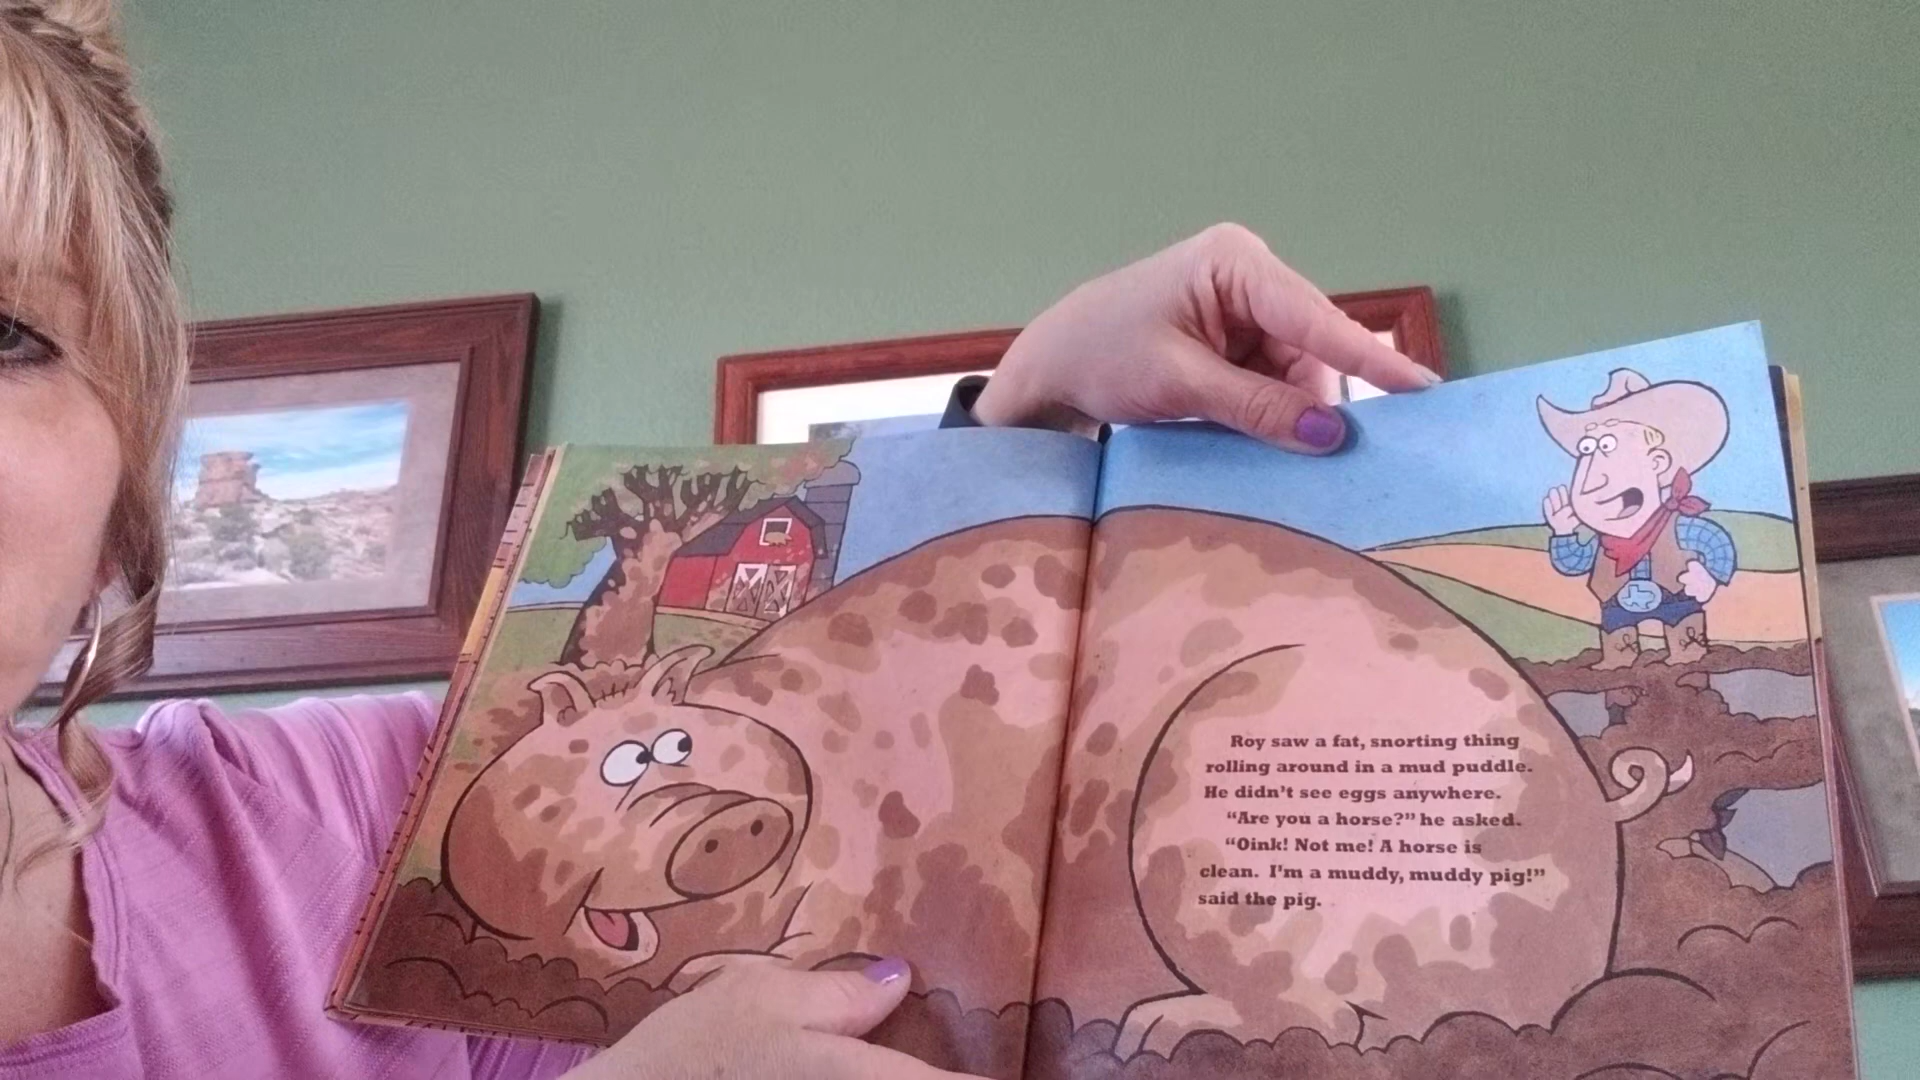 Roy saw a fat, snorting thing
rolling around in a mud puddle.
He didn't see eggs anywhere.
"Are you a horse?" he asked.
"Oink! Not me! A horse is
clean. I'm a muddy, muddy pig!"
said the pig.